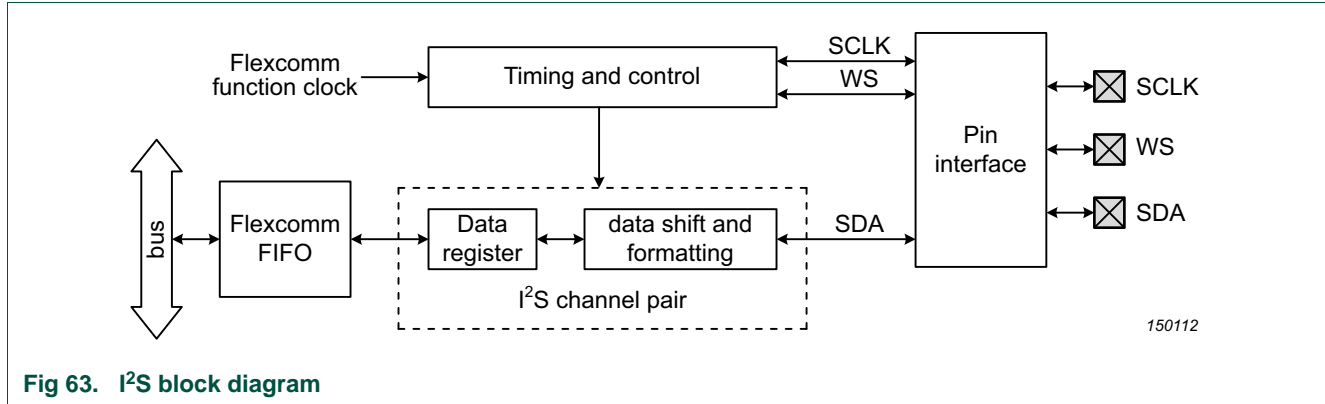 Flexcomm
function clock
Timing and control
SCLK
WS
Pin
interface
SCLK
WS
SDA
bus
Flexcomm
FIFO
Data
register
data shift and
formatting
SDA
I²S channel pair
150112
Fig 63. I²S block diagram